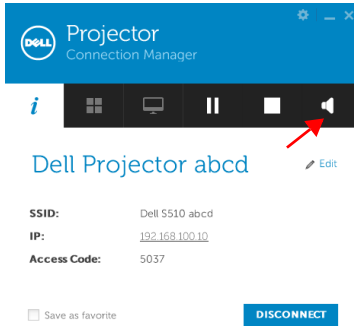 DELL
Projector
Connection Manager
i
Dell Projector abcd
Edit
SSID: Dell S510 abcd
IP: 192.168.100.10
Access Code: 5037
Save as favorite
DISCONNECT